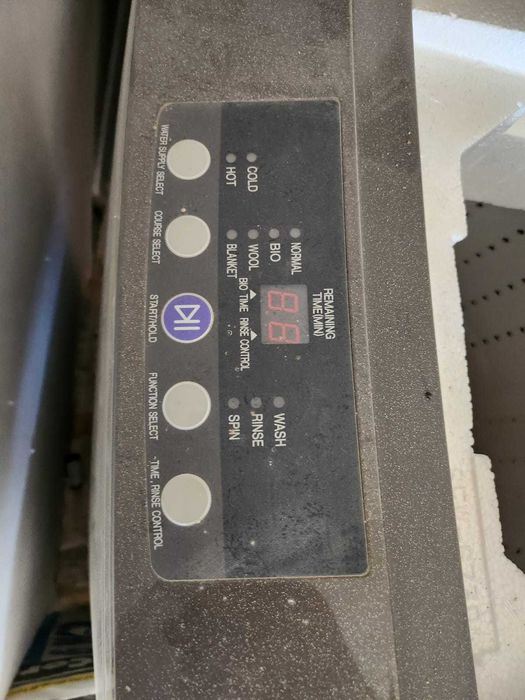 REMAINING
TIME(MIN)
88
NORMAL
BIO
COLD
WOOL
HOT
BLANKET
BIO TIME RINSE CONTROL
WASH
RINSE
SPIN
WATER SUPPLY SELECT
COURSE SELECT
START/HOLD
FUNCTION SELECT
-TIME, RINSE CONTROL